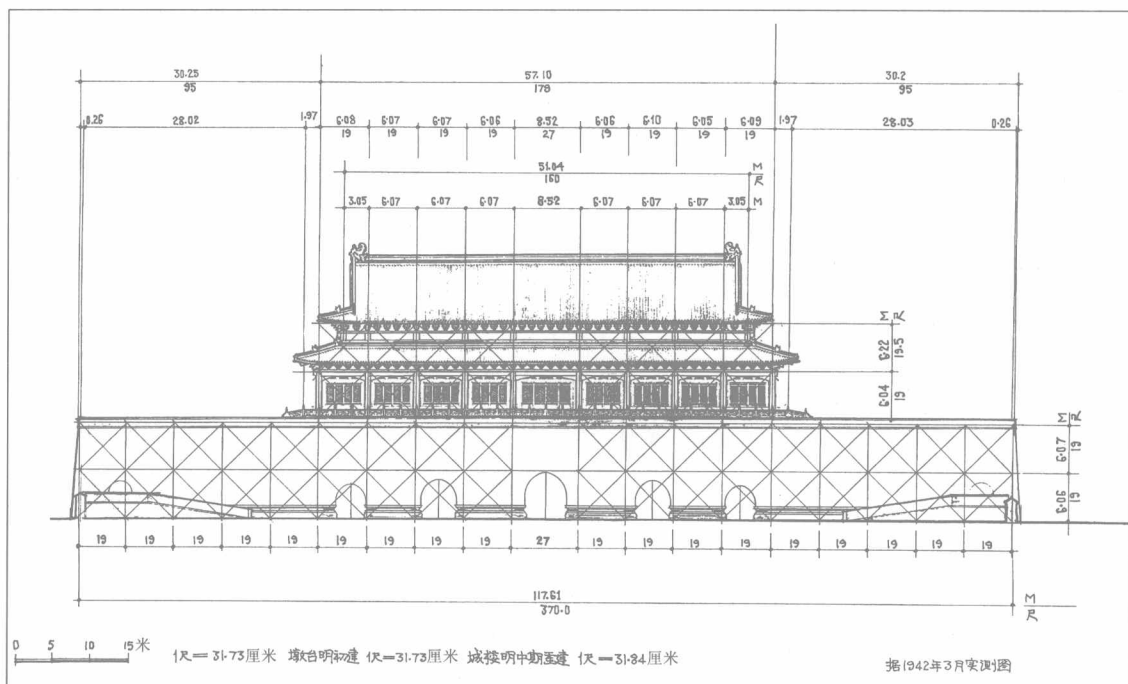 30.25 57.10 30.2
95 178 95
0.26 28.02 1.97 6.08 6.07 6.07 6.06 8.52 6.06 6.10 6.05 6.09 1.97 28.03 0.26
19 19 19 19 27 19 19 19 19
51.04 M
160 尺
3.05 6.07 6.07 6.07 8.52 6.07 6.07 6.07 3.05 M
M 尺
6.22 19.5
6.04 19
M 尺
6.07 19
6.06 19
19 19 19 19 19 19 19 19 19 27 19 19 19 19 19 19 19 19 19
117.61 M
370.0 尺
0 5 10 15米
1尺=31.73厘米 墩台明初建 1尺=31.73厘米 城楼明中期重建 1尺=31.84厘米
据1942年3月实测图